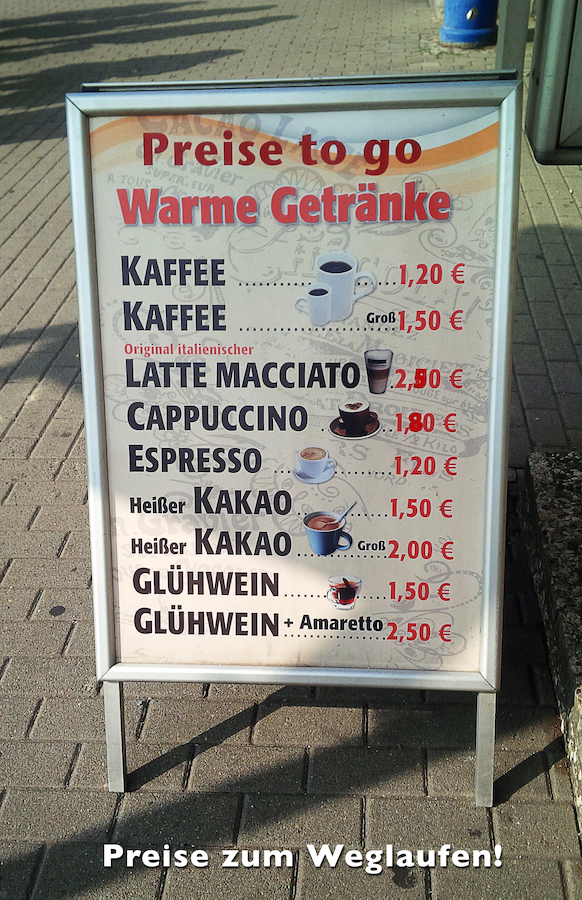 Preise to go
Warme Getränke
KAFFEE ........ 1,20 €
KAFFEE ........ Groß 1,50 €
Original italienischer
LATTE MACCIATO ... 2,50 €
CAPPUCCINO ... 1,80 €
ESPRESSO ........ 1,20 €
Heißer KAKAO ........ 1,50 €
Heißer KAKAO ........ Groß 2,00 €
GLÜHWEIN ........ 1,50 €
GLÜHWEIN + Amaretto 2,50 €
Preise zum Weglaufen!